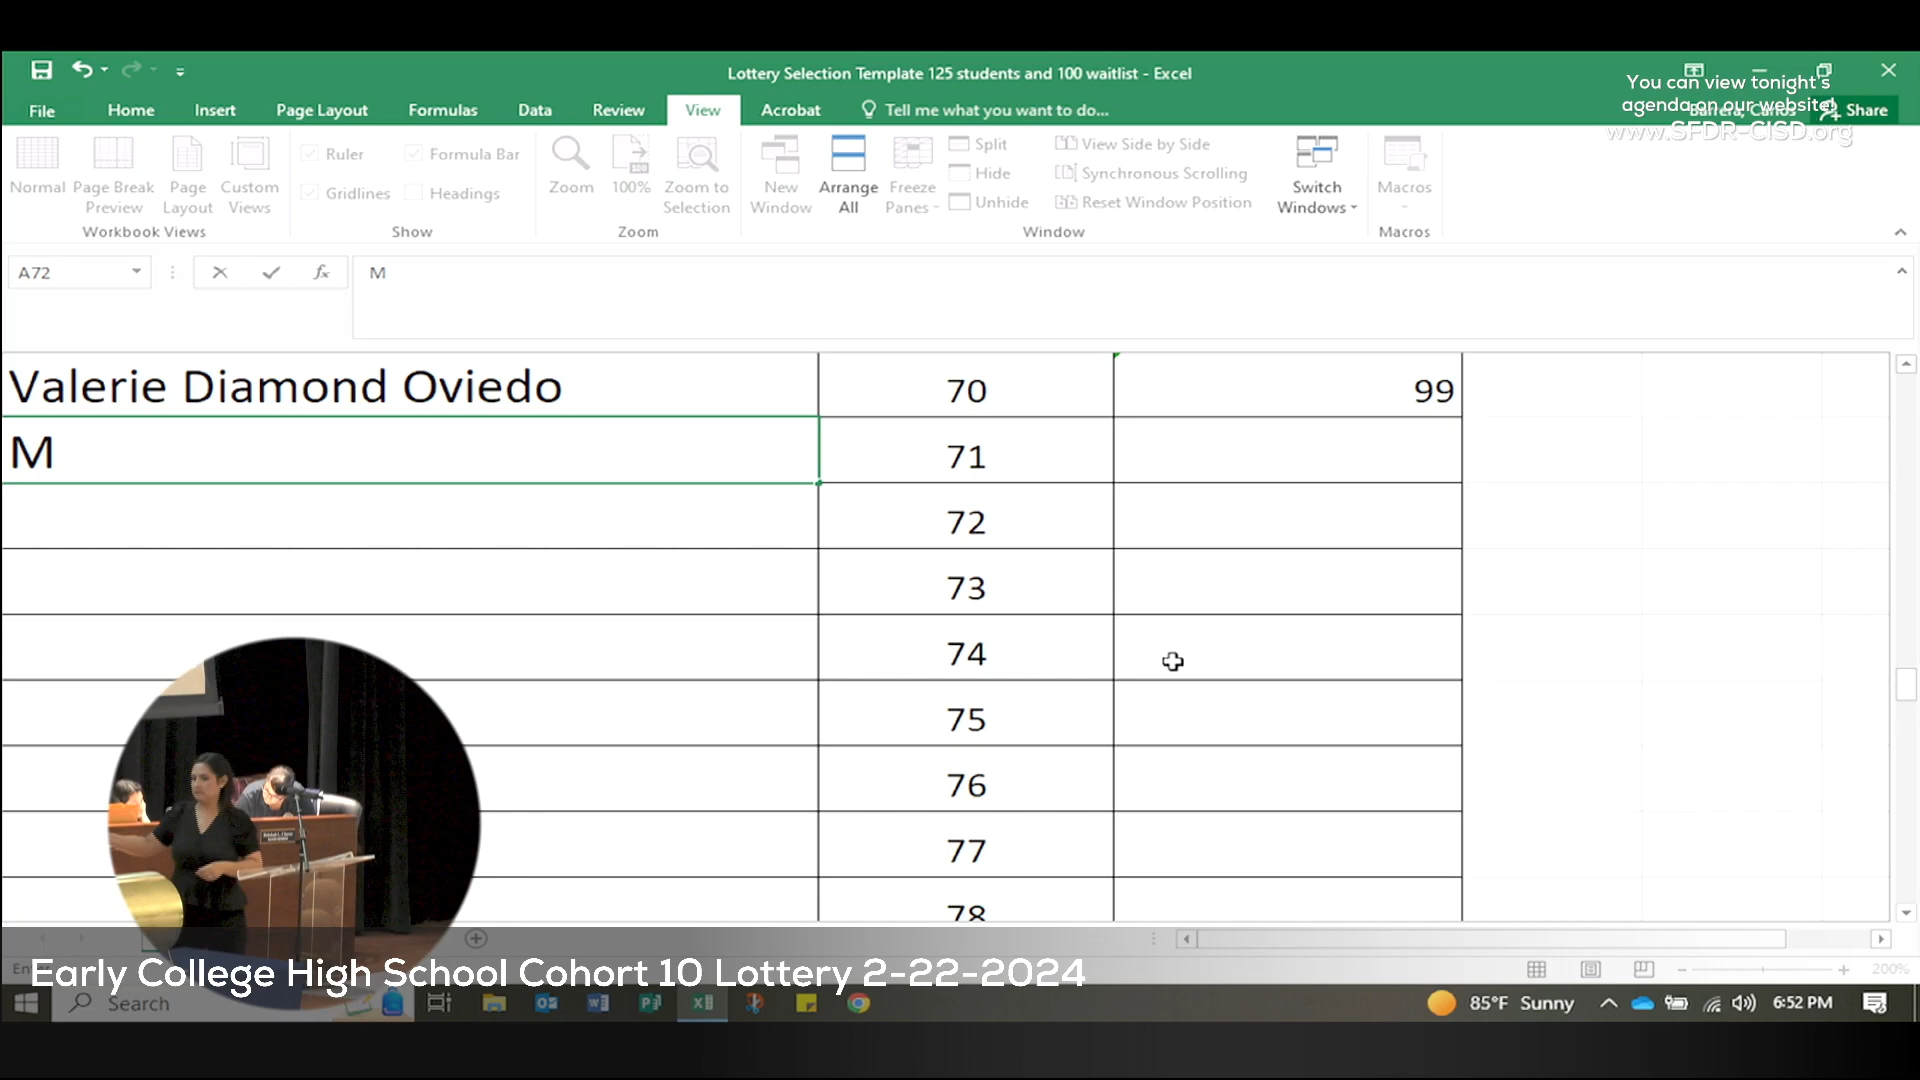 Lottery Selection Template 125 students and 100 waitlist - Excel
You can view tonight's
agenda on our website!
www.SFDR-CISD.org
File Home Insert Page Layout Formulas Data Review View Acrobat Tell me what you want to do... Barrera, Carlos Share
Normal Page Break Preview Page Layout Custom Views
Workbook Views
Ruler Formula Bar
Gridlines Headings
Show
Zoom 100% Zoom to Selection
Zoom
New Window Arrange All Freeze Panes
Split
Hide
Unhide
View Side by Side
Synchronous Scrolling
Reset Window Position
Switch Windows
Window
Macros
Macros
A72 fx M
Valerie Diamond Oviedo 70 99
M 71
72
73
74
75
76
77
78
Early College High School Cohort 10 Lottery 2-22-2024
200%
Search
85°F Sunny 6:52 PM